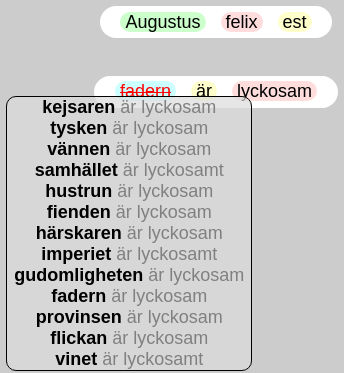 Augustus felix est
fadern är lyckosam
kejsaren är lyckosam
tysken är lyckosam
vännen är lyckosam
samhället är lyckosamt
hustrun är lyckosam
fienden är lyckosam
härskaren är lyckosam
imperiet är lyckosamt
gudomligheten är lyckosam
fadern är lyckosam
provinsen är lyckosam
flickan är lyckosam
vinet är lyckosamt